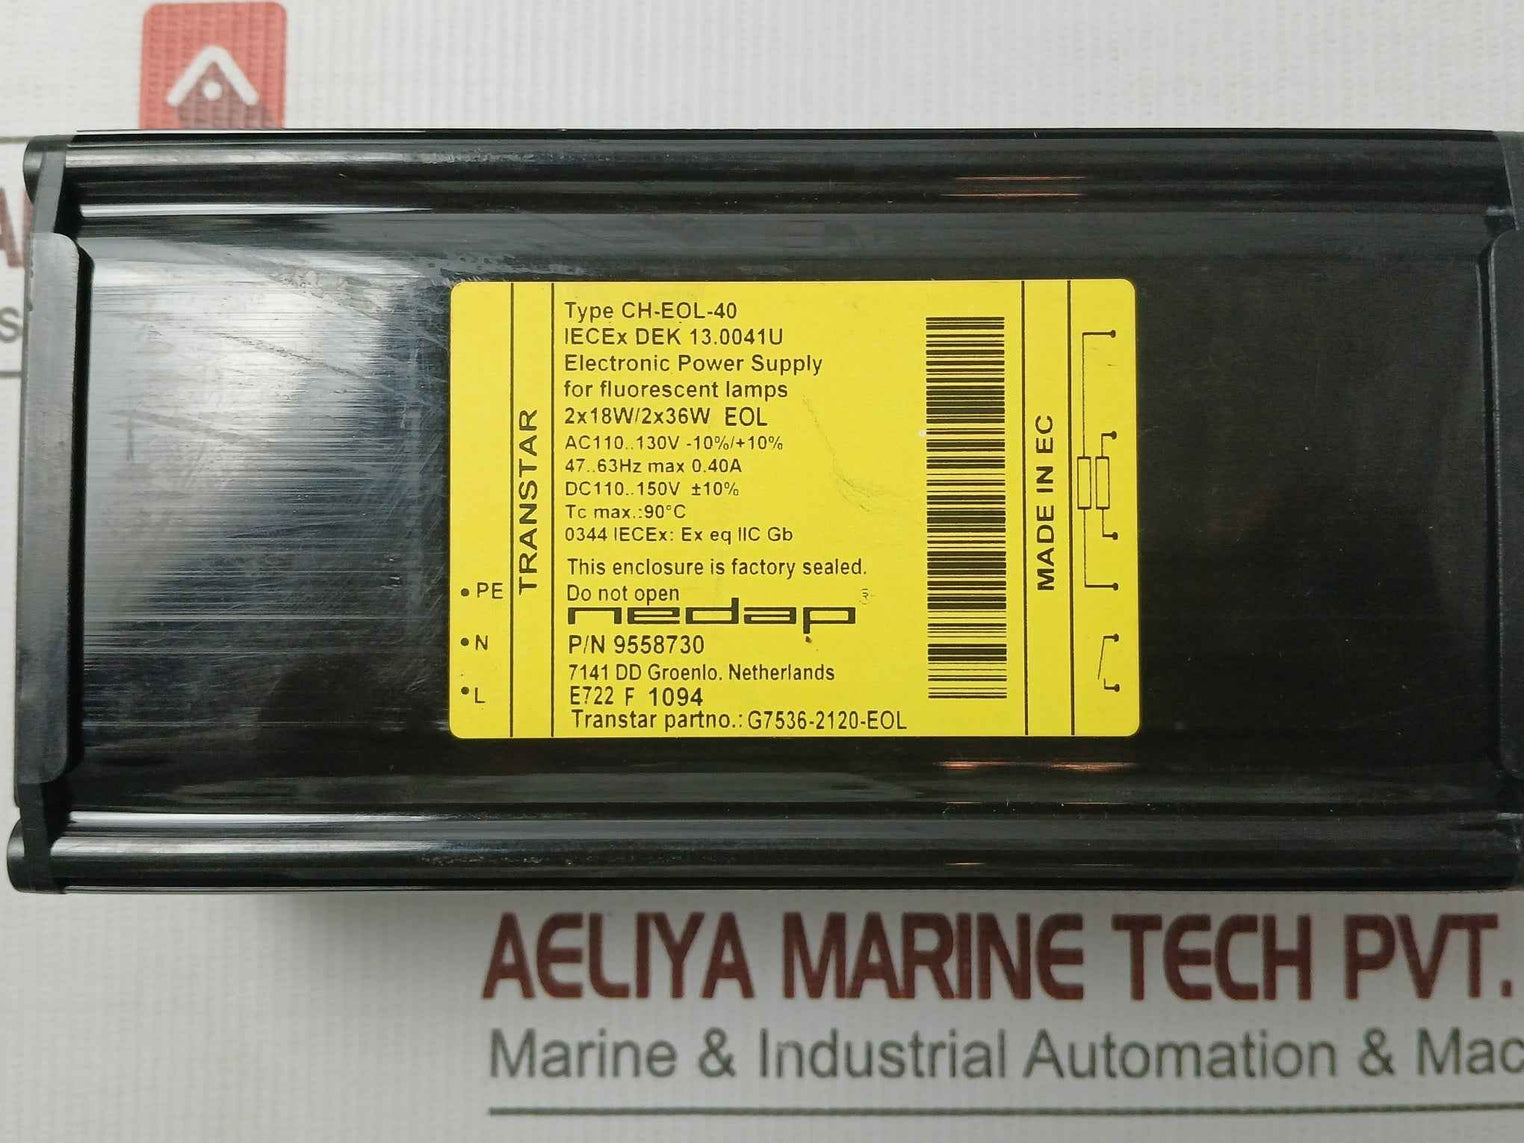 Type CH-EOL-40
IECEx DEK 13.0041U
Electronic Power Supply
for fluorescent lamps
2x18W/2x36W EOL
AC110..130V -10%/+10%
47..63Hz max 0.40A
DC110..150V ±10%
Tc max.:90°C
0344 IECEx: Ex eq IIC Gb
This enclosure is factory sealed.
Do not open
nedap ®
P/N 9558730
7141 DD Groenlo. Netherlands
E722 F 1094
Transtar partno.: G7536-2120-EOL
TRANSTAR
PE
N
L
MADE IN EC
AELIYA MARINE TECH PVT.
Marine & Industrial Automation & Mac